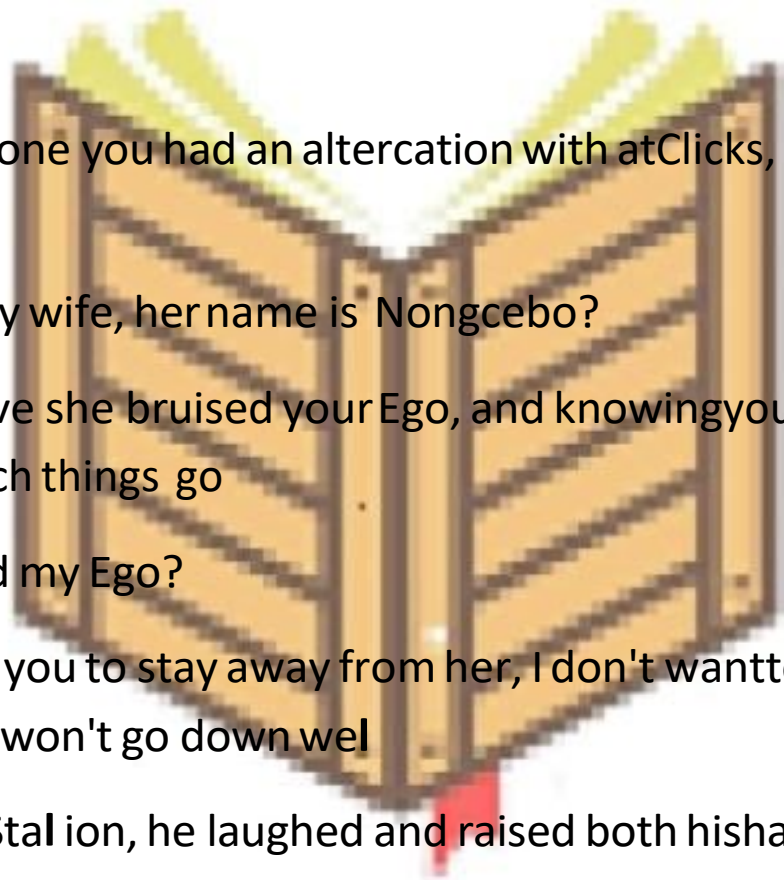 one you had an altercation with atClicks,
y wife, her name is Nongcebo?
ve she bruised your Ego, and knowingyou
ch things go
d my Ego?
you to stay away from her, I don't wantt
won't go down wel
Stal ion, he laughed and raised both hisha